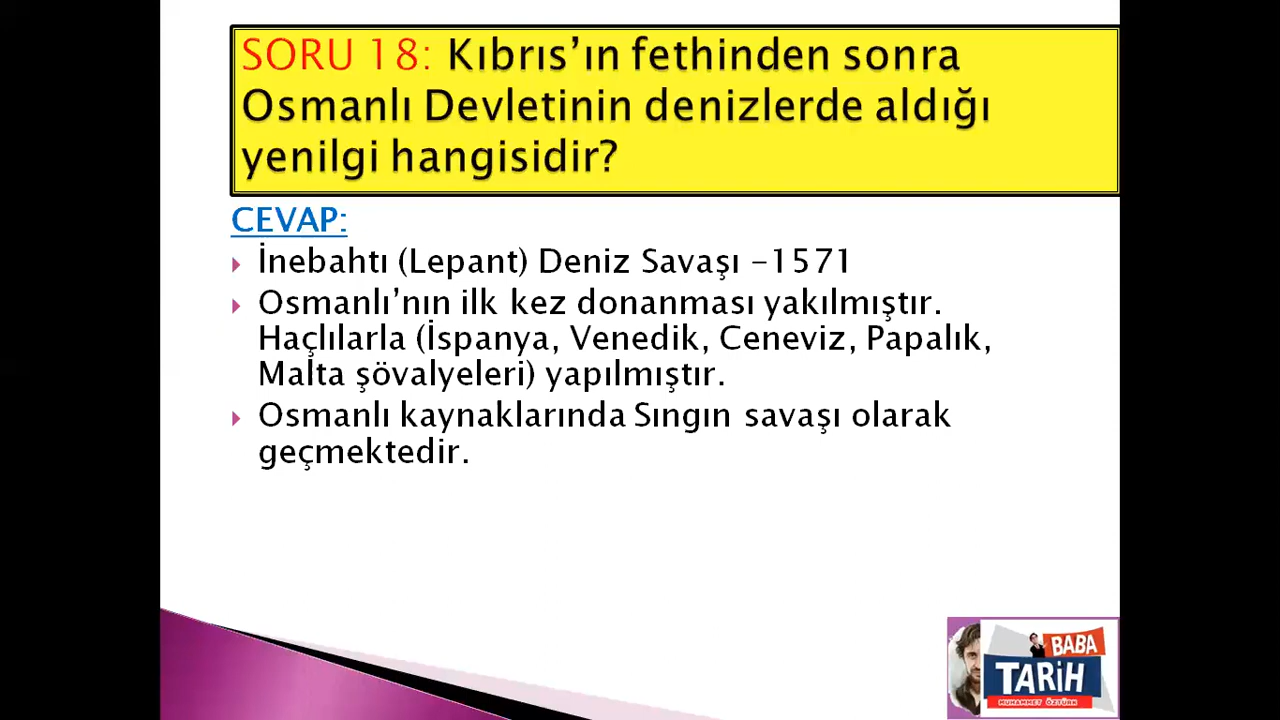 SORU 18: Kıbrıs’ın fethinden sonra
Osmanlı Devletinin denizlerde aldığı
yenilgi hangisidir?
CEVAP:
İnebahtı (Lepant) Deniz Savaşı -1571
Osmanlı’nın ilk kez donanması yakılmıştır.
Haçlılarla (İspanya, Venedik, Ceneviz, Papalık,
Malta şövalyeleri) yapılmıştır.
Osmanlı kaynaklarında Sıngın savaşı olarak
geçmektedir.
BABA
TARİH
MUHAMMET ÖZTÜRK